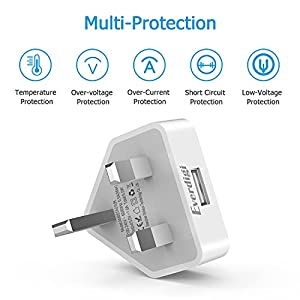 Multi-Protection
Temperature Protection
Over-voltage Protection
Over-Current Protection
Short Circuit Protection
Low-Voltage Protection
Everdigi